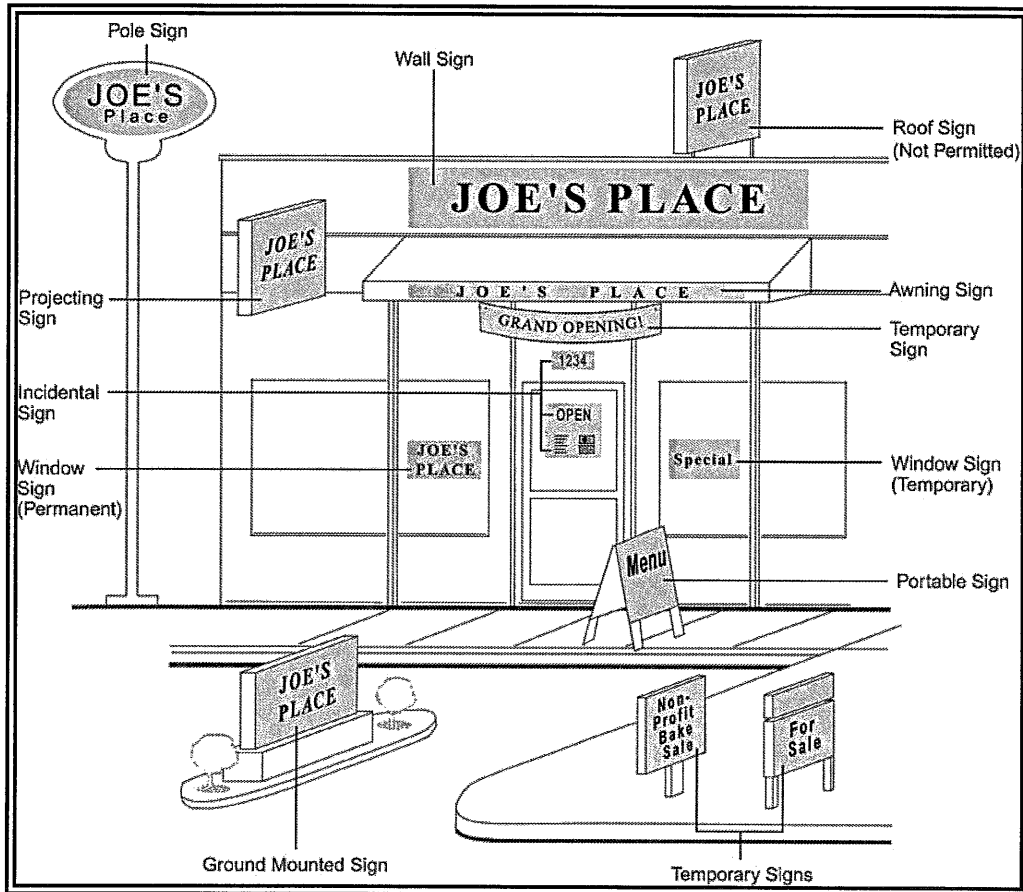 Pole Sign
JOE'S
Place
Wall Sign
JOE'S
PLACE
Roof Sign
(Not Permitted)
JOE'S PLACE
JOE'S
PLACE
Projecting
Sign
JOE'S PLACE
Awning Sign
GRAND OPENING!
Temporary
Sign
1234
Incidental
Sign
OPEN
JOE'S
PLACE
Window
Sign
(Permanent)
Special
Window Sign
(Temporary)
Menu
Portable Sign
JOE'S
PLACE
Non-
Profit
Bake
Sale
For
Sale
Ground Mounted Sign
Temporary Signs